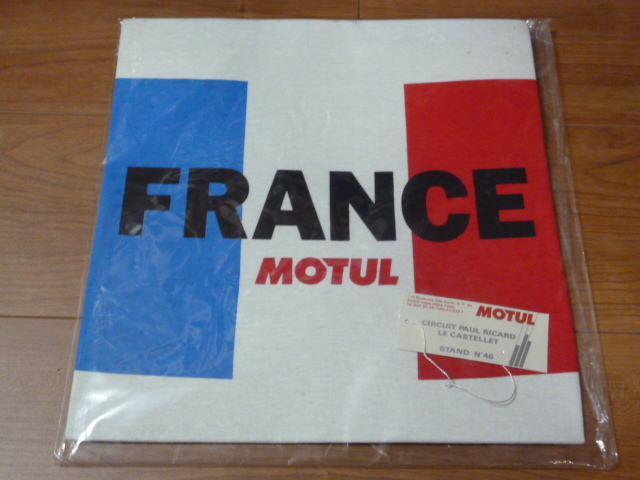 FRANCE
MOTUL
MOTUL
CIRCUIT PAUL RICARD
LE CASTELLET
STAND N°46